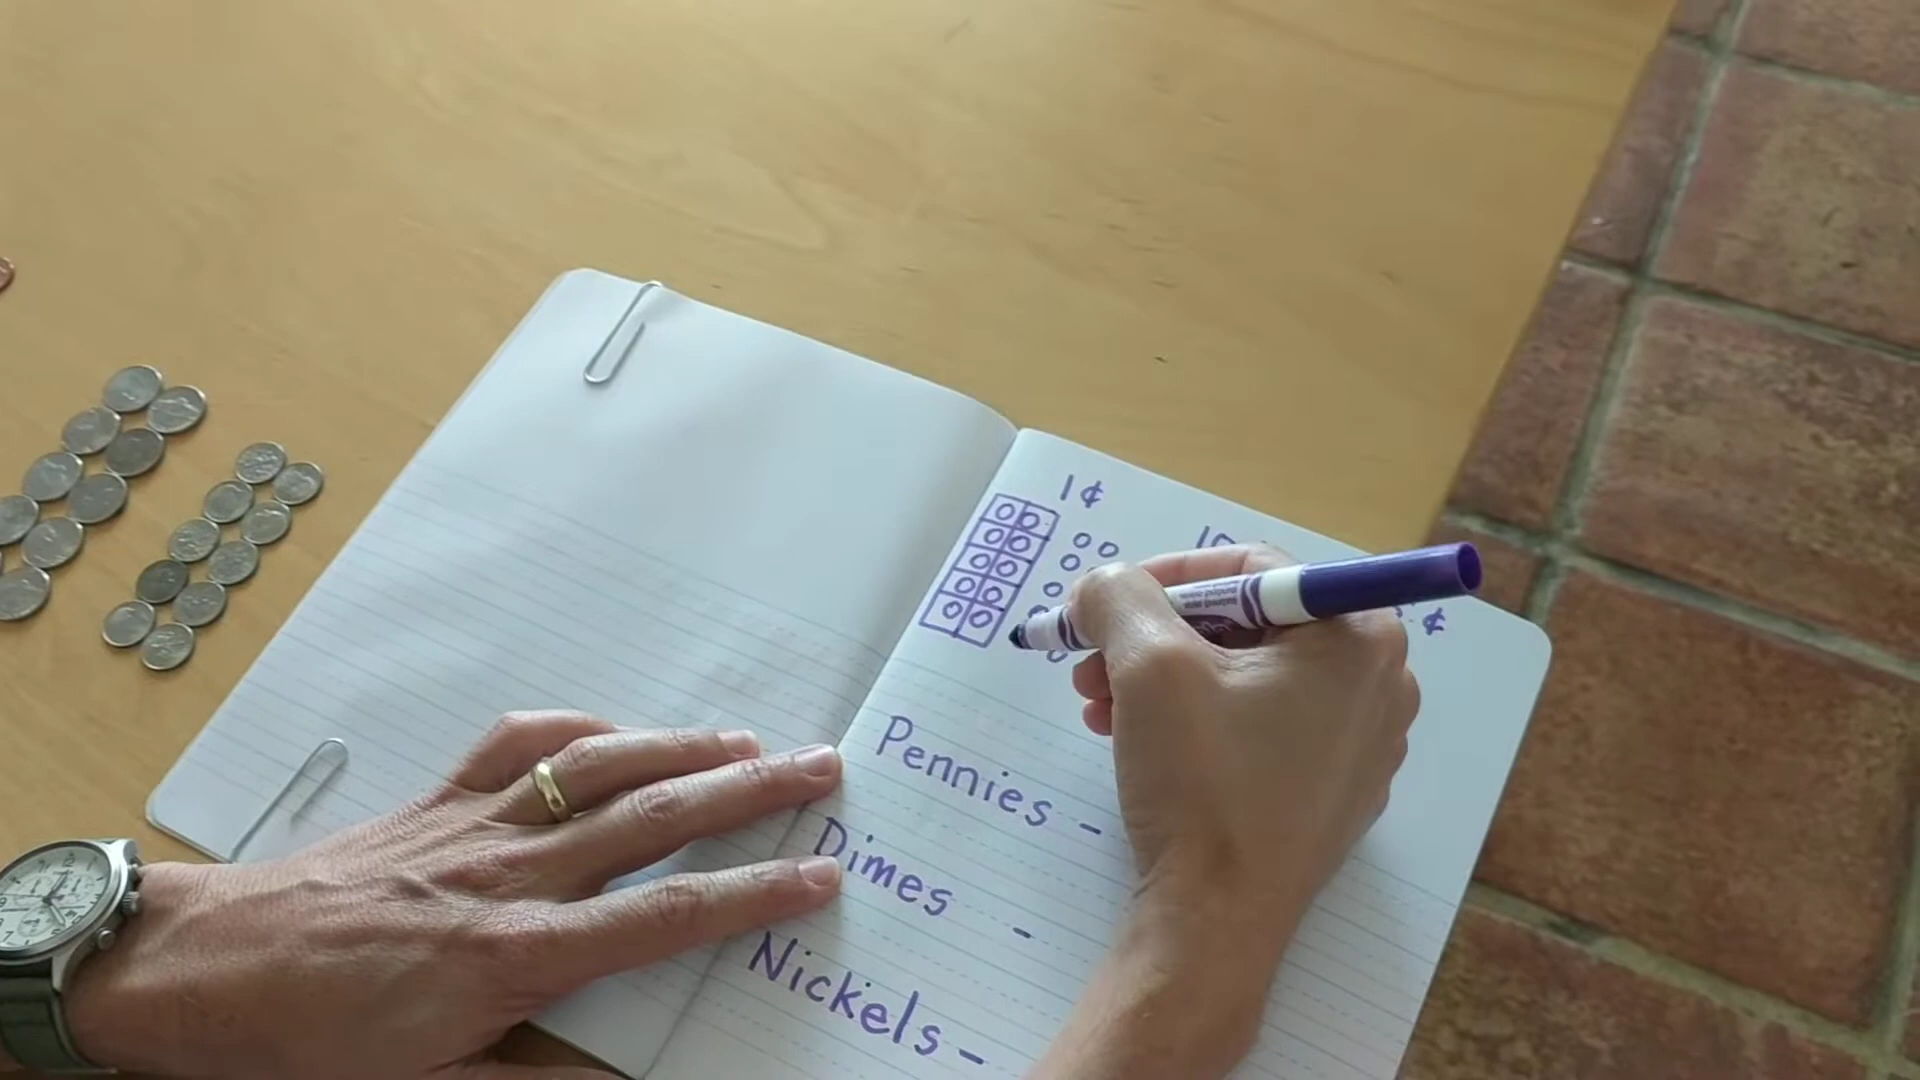 1¢
¢
Pennies -
Dimes -
Nickels -